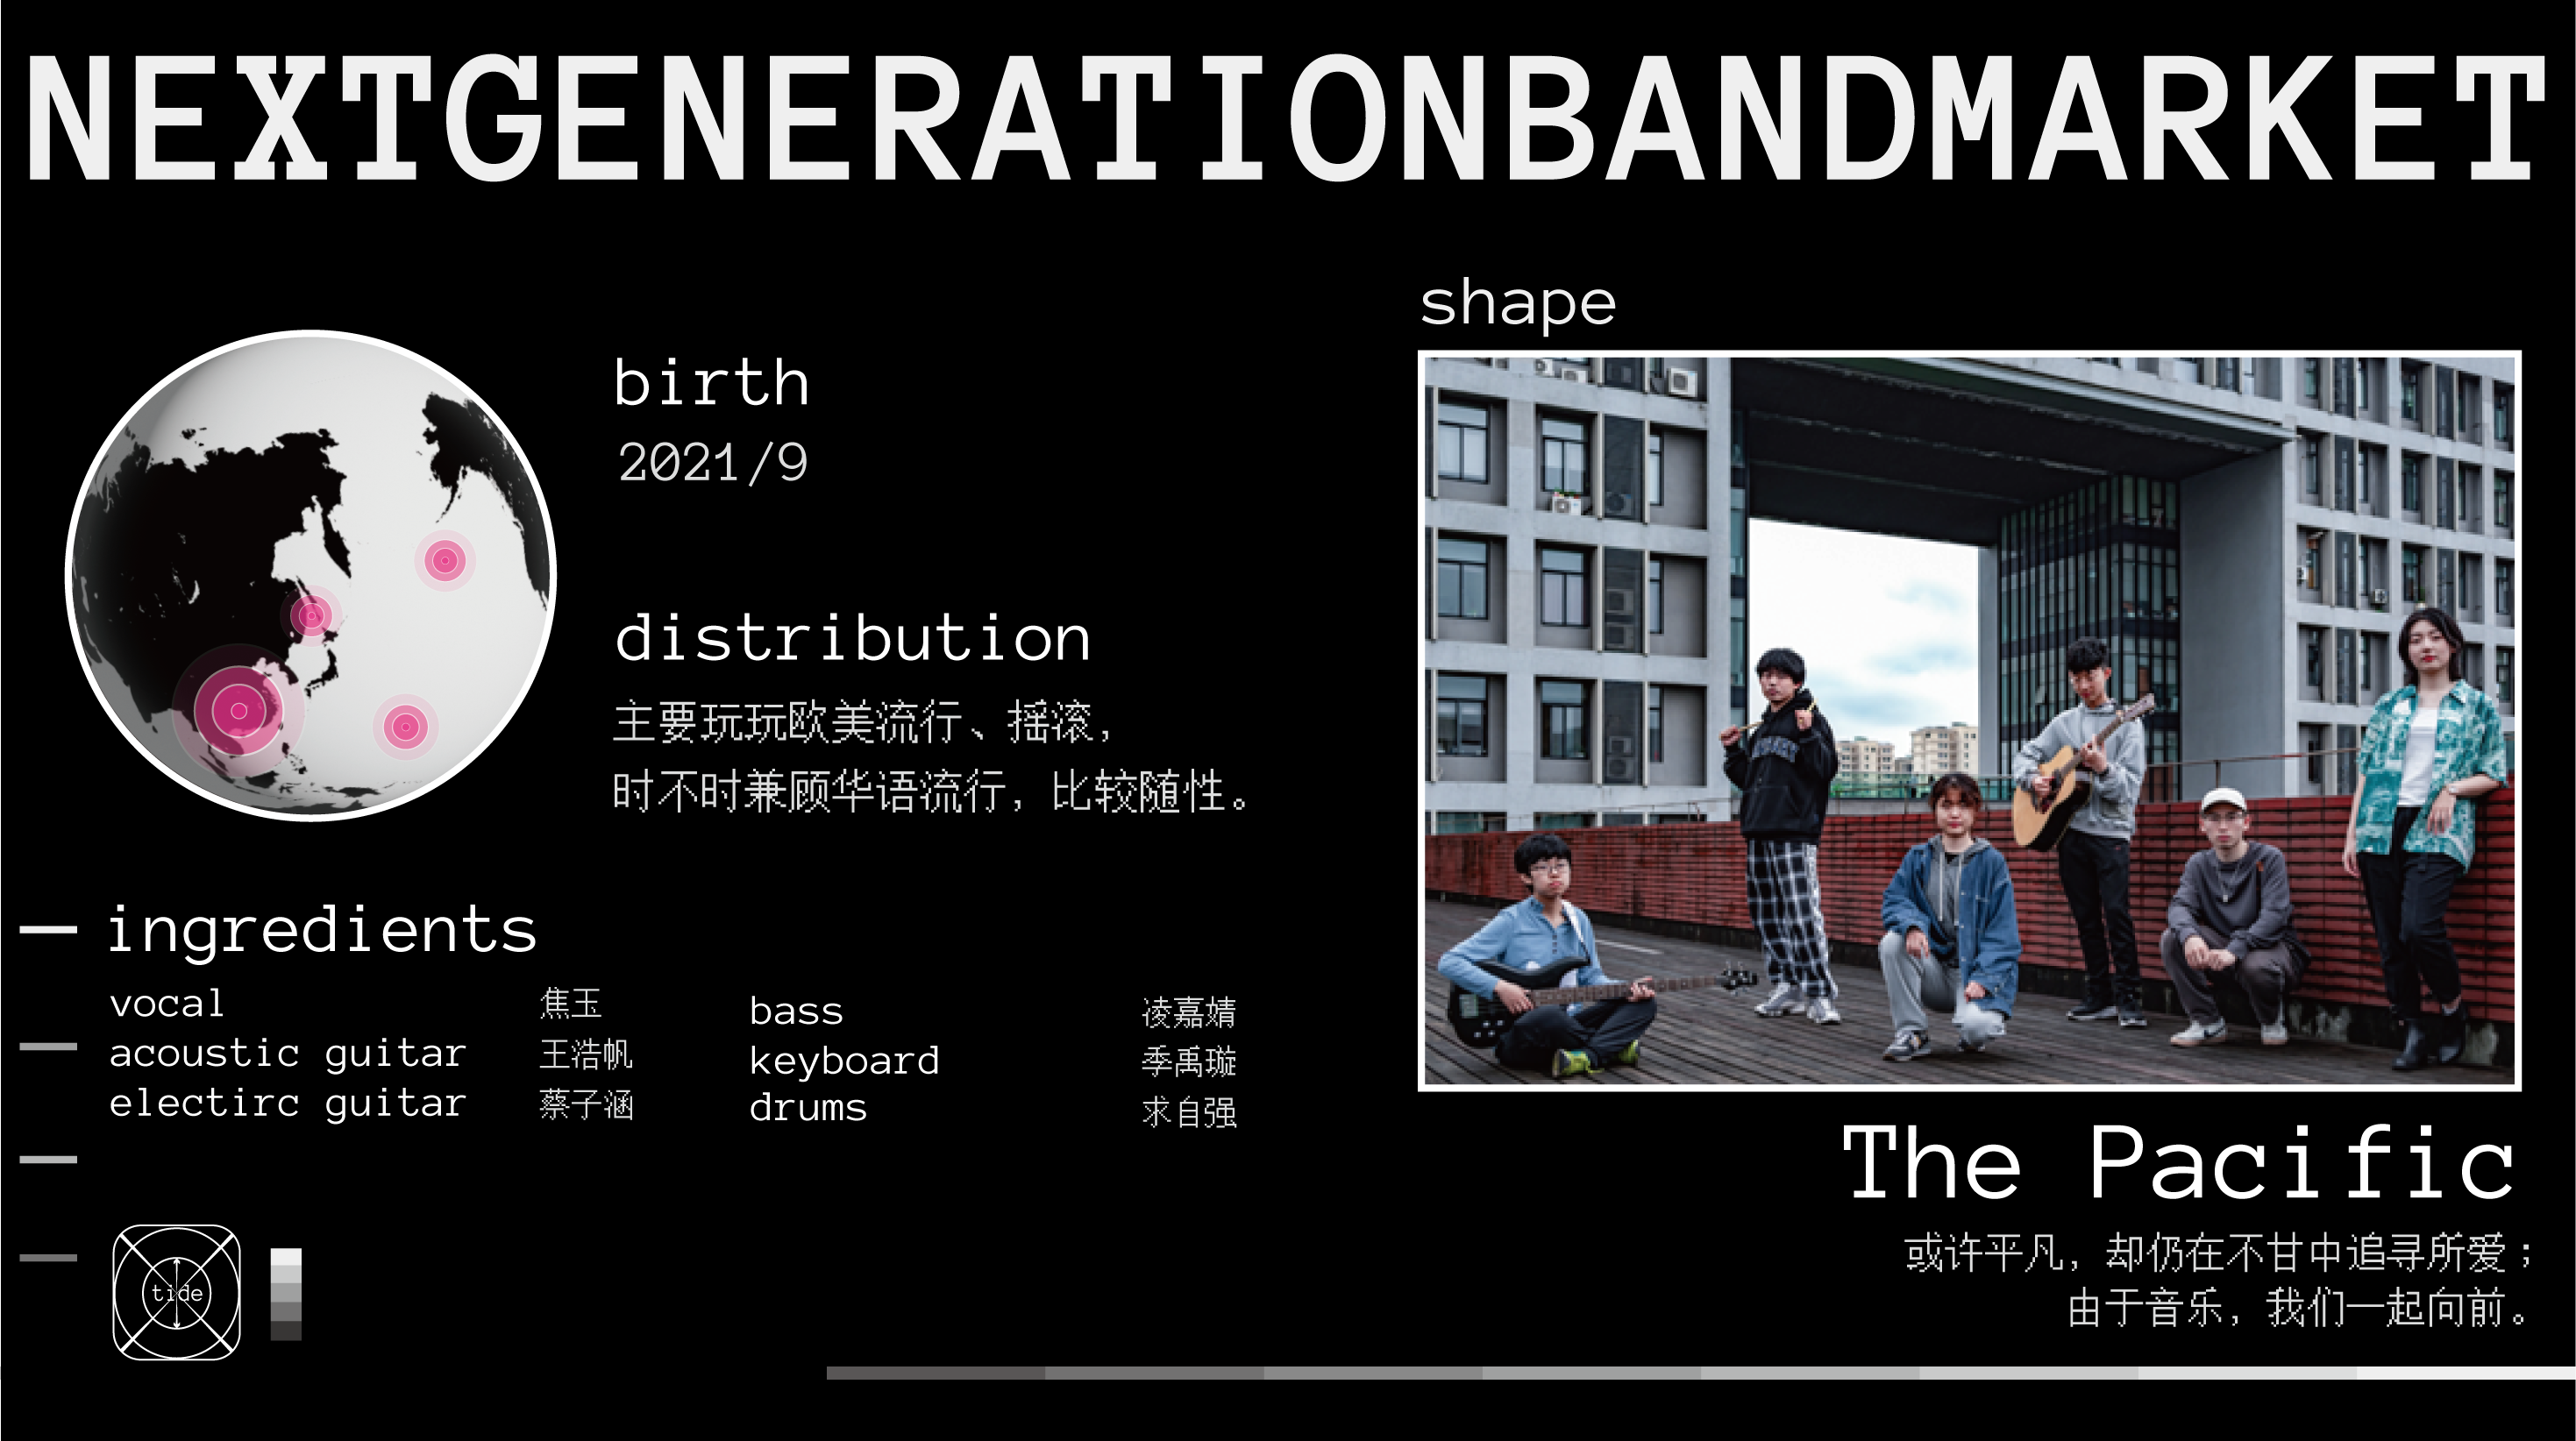 NEXTGENERATIONBANDMARKET
birth
2021/9
distribution
主要玩玩欧美流行、摇滚，
时不时兼顾华语流行，比较随性。
ingredients
vocal 焦玉
acoustic guitar 王浩帆
electirc guitar 蔡子涵
bass 凌嘉婧
keyboard 季禹璇
drums 求自强
tide
shape
The Pacific
或许平凡，却仍在不甘中追寻所爱；
由于音乐，我们一起向前。